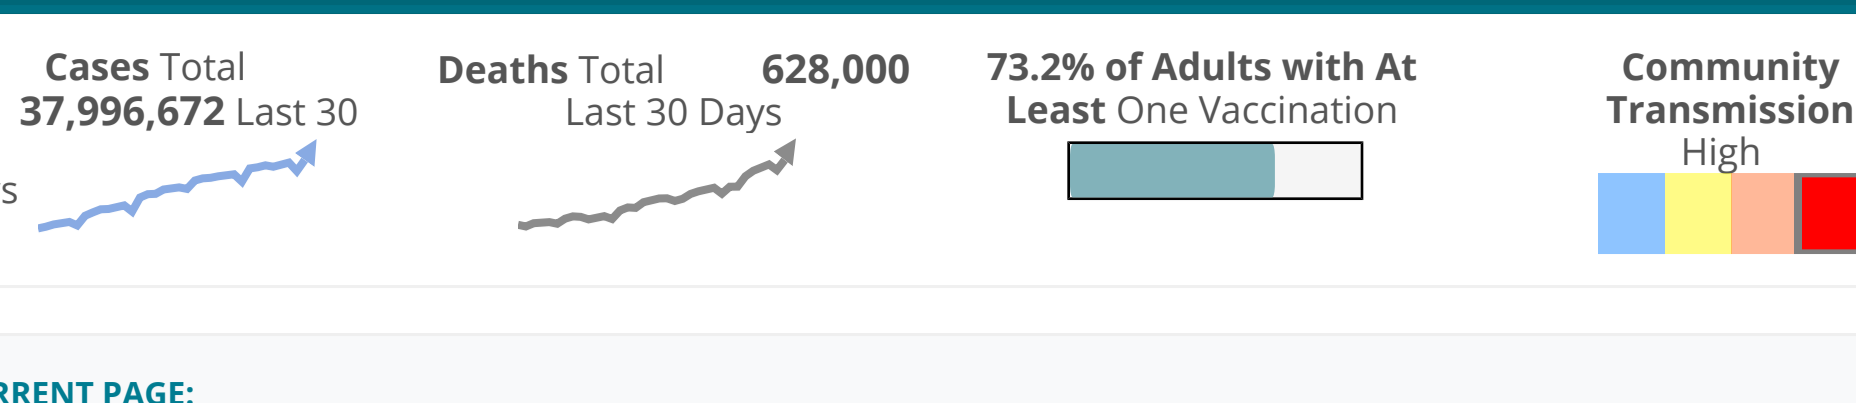 Cases Total
37,996,672 Last 30
Deaths Total 628,000
Last 30 Days
73.2% of Adults with At
Least One Vaccination
Community
Transmission
High
PAGE: